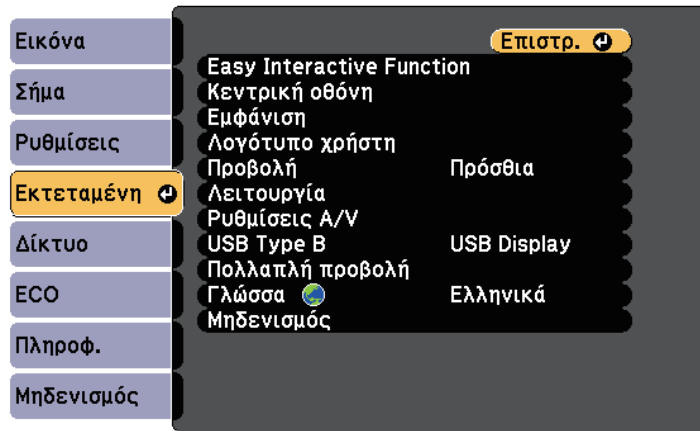 Εικόνα
Σήμα
Ρυθμίσεις
Εκτεταμένη
Δίκτυο
ECO
Πληροφ.
Μηδενισμός
Επιστρ.
Easy Interactive Function
Κεντρική οθόνη
Εμφάνιση
Λογότυπο χρήστη
Προβολή Πρόσθια
Λειτουργία
Ρυθμίσεις A/V
USB Type B USB Display
Πολλαπλή προβολή
Γλώσσα Ελληνικά
Μηδενισμός